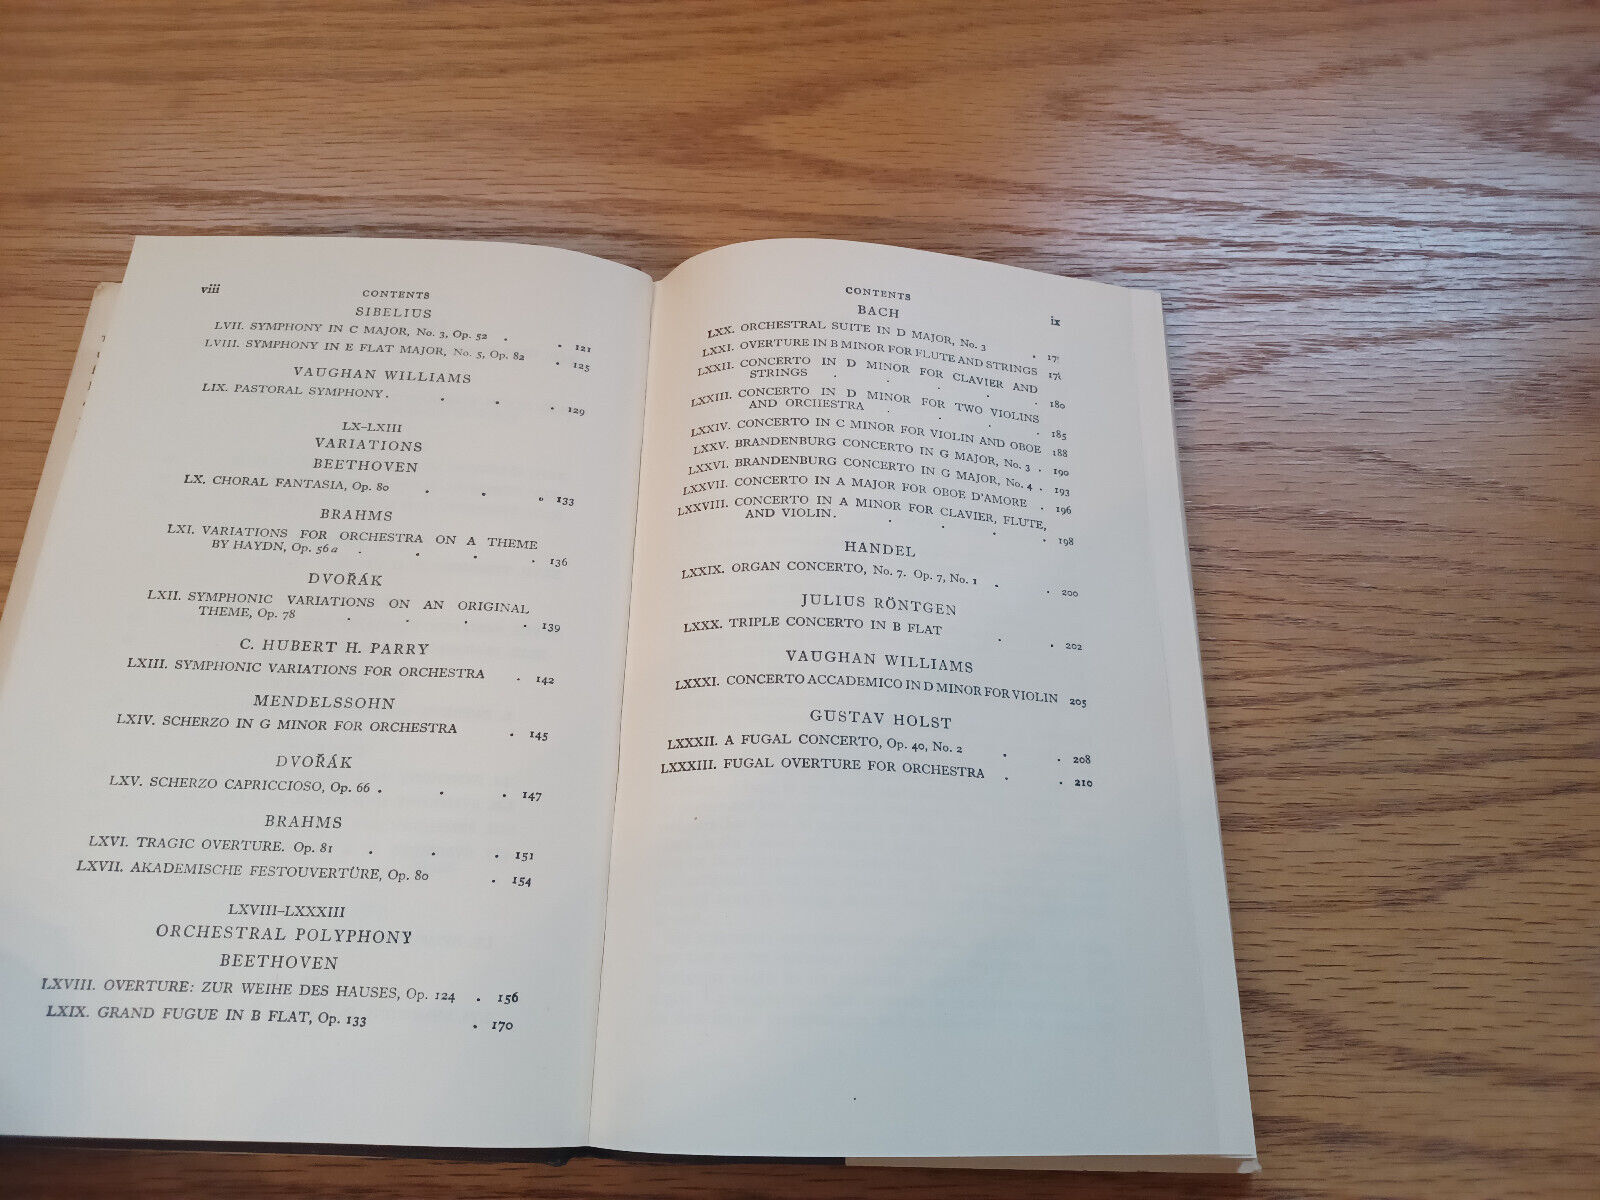 viii
CONTENTS
SIBELIUS
LVII. SYMPHONY IN C MAJOR, No. 3, Op. 52 . . 121
LVIII. SYMPHONY IN E FLAT MAJOR, No. 5, Op. 82 . 125
VAUGHAN WILLIAMS
LIX. PASTORAL SYMPHONY . . . . 129
LX–LXIII
VARIATIONS
BEETHOVEN
LX. CHORAL FANTASIA, Op. 80 . . . 133
BRAHMS
LXI. VARIATIONS FOR ORCHESTRA ON A THEME
BY HAYDN, Op. 56a . . . . 136
DVOŘÁK
LXII. SYMPHONIC VARIATIONS ON AN ORIGINAL
THEME, Op. 78 . . . . 139
C. HUBERT H. PARRY
LXIII. SYMPHONIC VARIATIONS FOR ORCHESTRA . 142
MENDELSSOHN
LXIV. SCHERZO IN G MINOR FOR ORCHESTRA . 145
DVOŘÁK
LXV. SCHERZO CAPRICCIOSO, Op. 66 . . . 147
BRAHMS
LXVI. TRAGIC OVERTURE. Op. 81 . . . 151
LXVII. AKADEMISCHE FESTOUVERTÜRE, Op. 80 . 154
LXVIII–LXXXIII
ORCHESTRAL POLYPHONY
BEETHOVEN
LXVIII. OVERTURE: ZUR WEIHE DES HAUSES, Op. 124 . 156
LXIX. GRAND FUGUE IN B FLAT, Op. 133 . 170
CONTENTS
ix
BACH
LXX. ORCHESTRAL SUITE IN D MAJOR, No. 3 .
LXXI. OVERTURE IN B MINOR FOR FLUTE AND STRINGS
LXXII. CONCERTO IN D MINOR FOR CLAVIER AND
STRINGS . . . . 180
LXXIII. CONCERTO IN D MINOR FOR TWO VIOLINS
AND ORCHESTRA . . . . 185
LXXIV. CONCERTO IN C MINOR FOR VIOLIN AND OBOE 188
LXXV. BRANDENBURG CONCERTO IN G MAJOR, No. 3 . 190
LXXVI. BRANDENBURG CONCERTO IN G MAJOR, No. 4 . 193
LXXVII. CONCERTO IN A MAJOR FOR OBOE D'AMORE . 196
LXXVIII. CONCERTO IN A MINOR FOR CLAVIER, FLUTE,
AND VIOLIN . . . . . 198
HANDEL
LXXIX. ORGAN CONCERTO, No. 7. Op. 7, No. 1 . . 200
JULIUS RÖNTGEN
LXXX. TRIPLE CONCERTO IN B FLAT . . 202
VAUGHAN WILLIAMS
LXXXI. CONCERTO ACCADEMICO IN D MINOR FOR VIOLIN 205
GUSTAV HOLST
LXXXII. A FUGAL CONCERTO, Op. 40, No. 2 . . 208
LXXXIII. FUGAL OVERTURE FOR ORCHESTRA . . 210